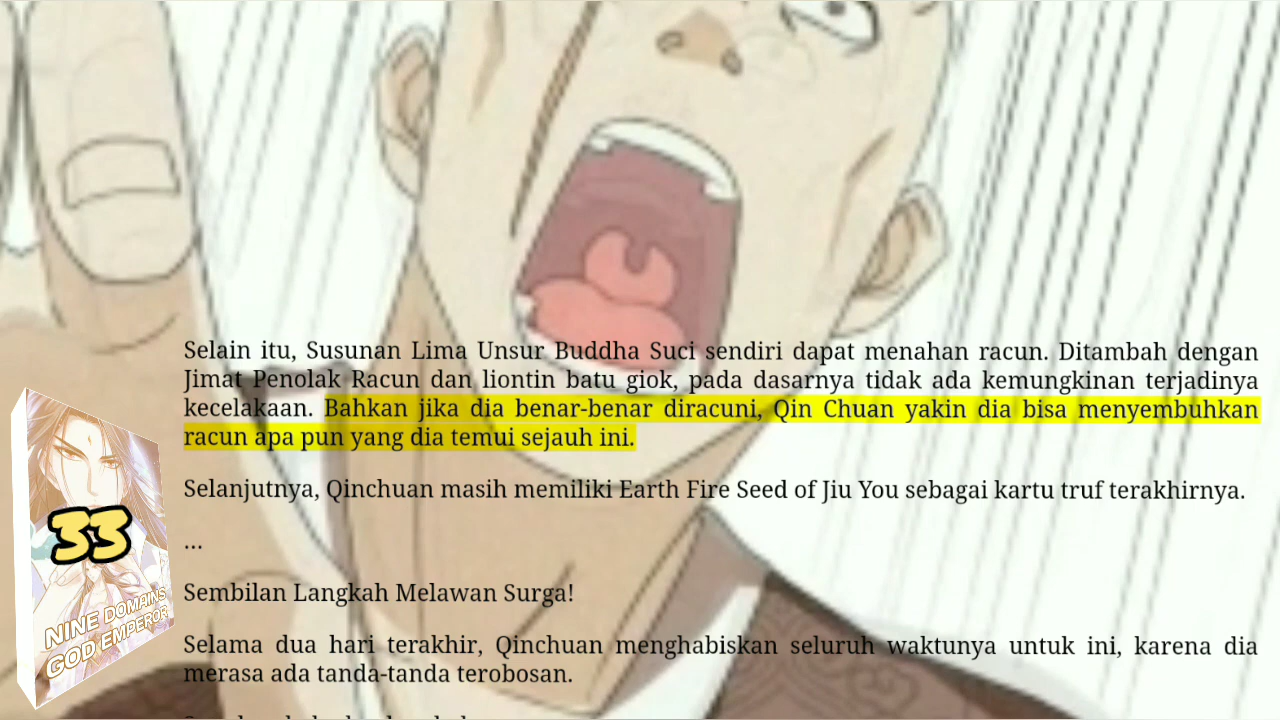 Selain itu, Susunan Lima Unsur Buddha Suci sendiri dapat menahan racun. Ditambah dengan
Jimat Penolak Racun dan liontin batu giok, pada dasarnya tidak ada kemungkinan terjadinya
kecelakaan. Bahkan jika dia benar-benar diracuni, Qin Chuan yakin dia bisa menyembuhkan
racun apa pun yang dia temui sejauh ini.
Selanjutnya, Qinchuan masih memiliki Earth Fire Seed of Jiu You sebagai kartu truf terakhirnya.
...
Sembilan Langkah Melawan Surga!
Selama dua hari terakhir, Qinchuan menghabiskan seluruh waktunya untuk ini, karena dia
merasa ada tanda-tanda terobosan.
33
NINE DOMAINS
GOD EMPEROR